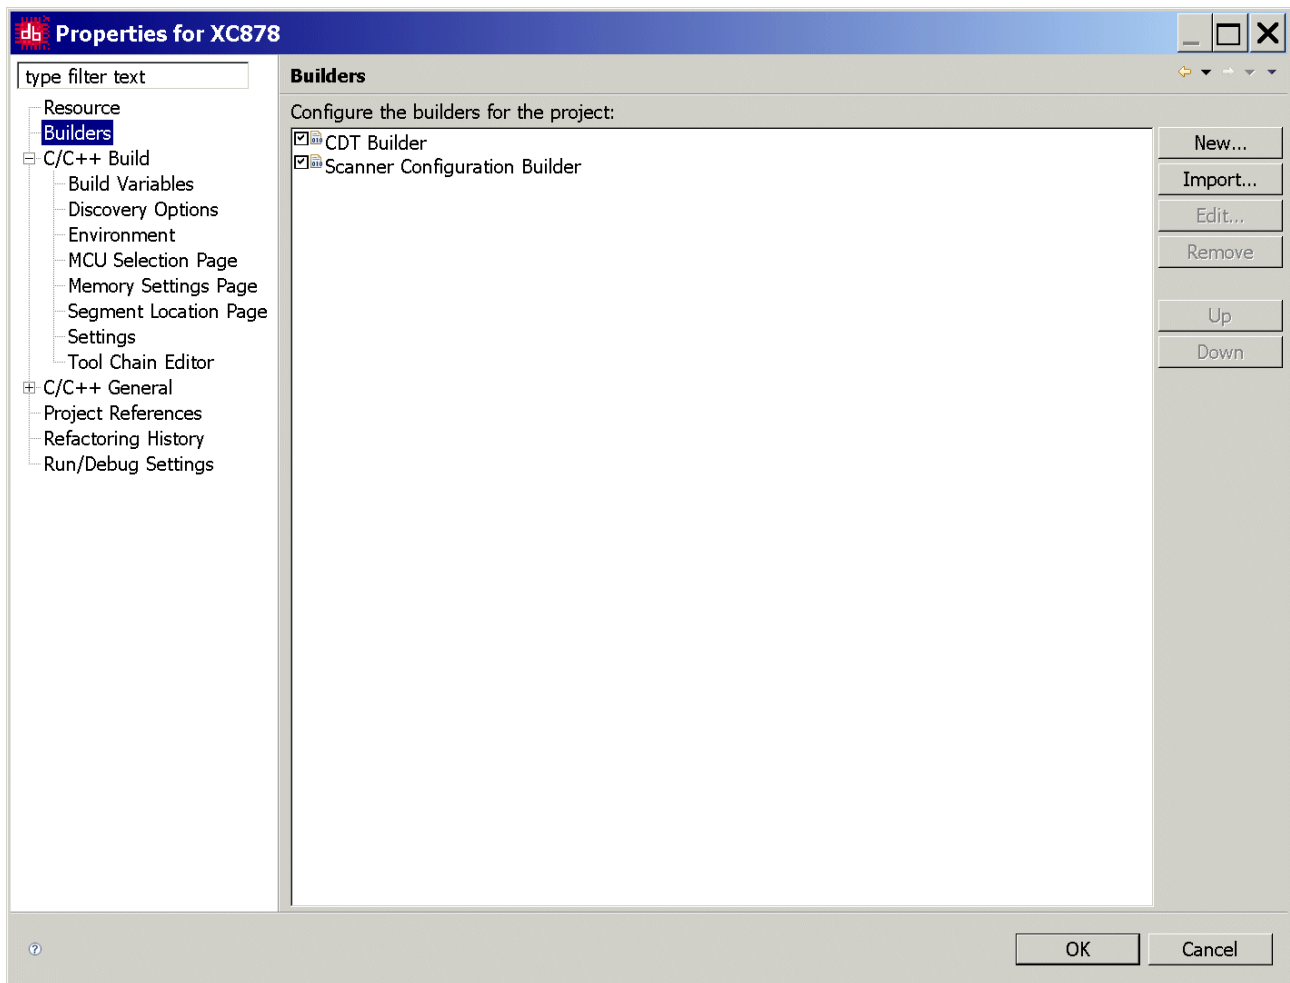 Properties for XC878
type filter text
Resource
Builders
C/C++ Build
Build Variables
Discovery Options
Environment
MCU Selection Page
Memory Settings Page
Segment Location Page
Settings
Tool Chain Editor
C/C++ General
Project References
Refactoring History
Run/Debug Settings
Builders
Configure the builders for the project:
CDT Builder
Scanner Configuration Builder
New...
Import...
Edit...
Remove
Up
Down
OK
Cancel